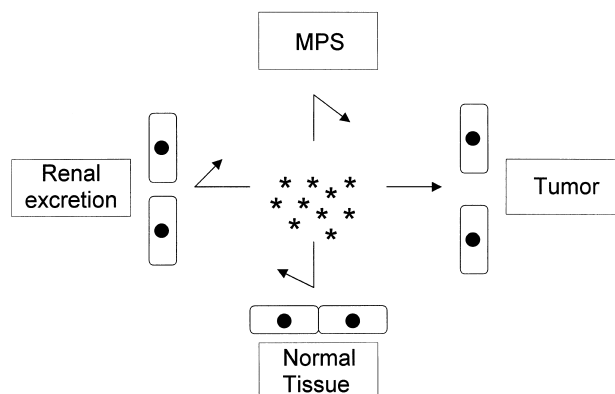 MPS
Renal
excretion
Tumor
Normal
Tissue